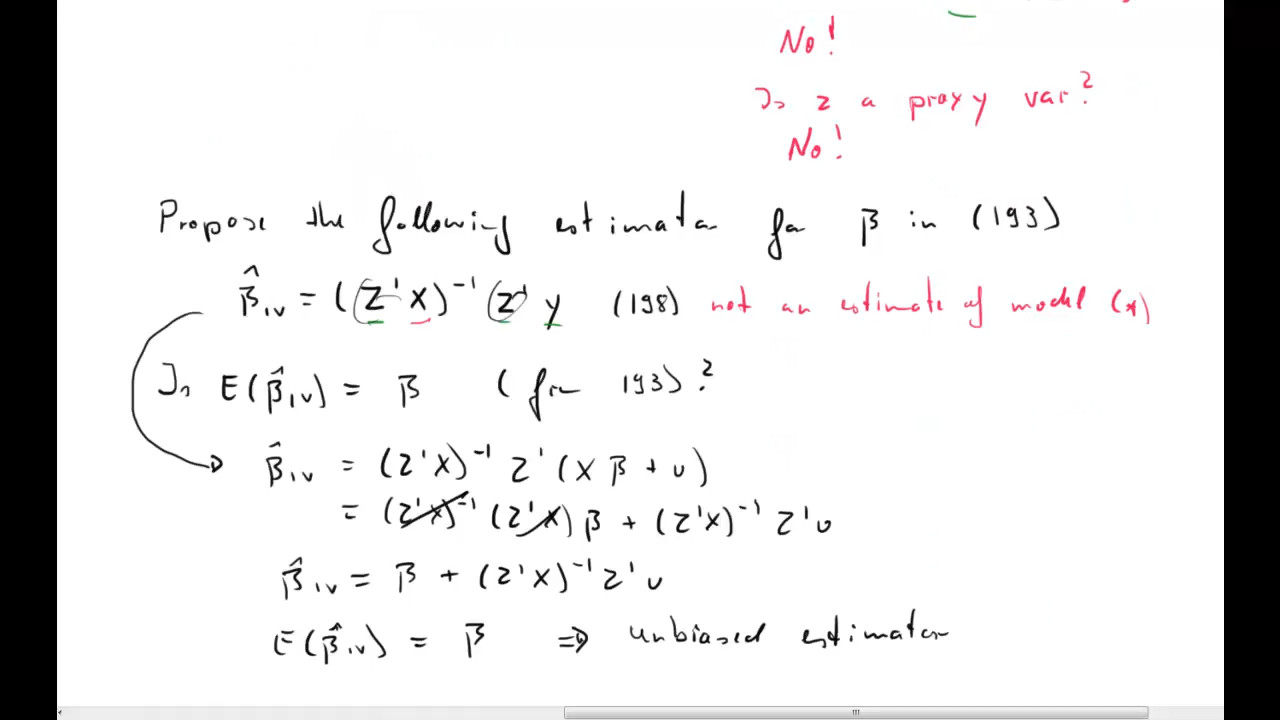 No!
Is z a proxy var?
No!
Propose the following estimator for β in (193)
β̂IV = (Z'X)⁻¹ (Z' y (198) not an estimate of model (*)
Is E(β̂IV) = β (from 193)?
β̂IV = (Z'X)⁻¹ Z' (Xβ + υ)
= (Z'X)⁻¹ (Z'X) β + (Z'X)⁻¹ Z'υ
β̂IV = β + (Z'X)⁻¹ Z'υ
E(β̂IV) = β ⇒ unbiased estimator